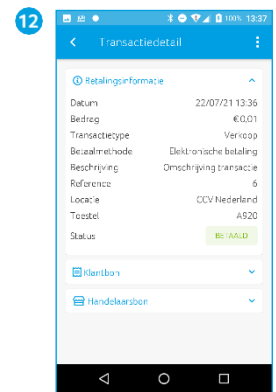 12
100% 13:37
Transactiedetail
Betalingsinformatie
Datum 22/07/21 13:36
Bedrag €0,01
Transactietype Verkoop
Betaalmethode Elektronische betaling
Beschrijving Omschrijving transactie
Reference 6
Locatie CCV Nederland
Toestel A920
Status BETAALD
Klantbon
Handelaarsbon